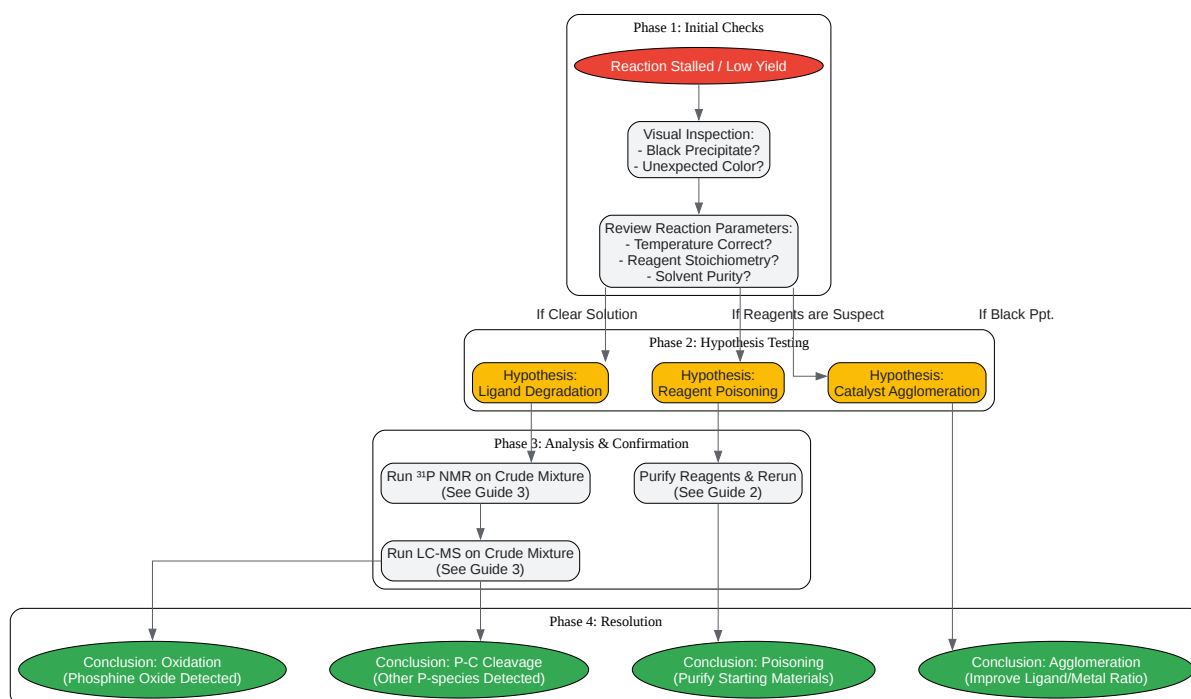 Phase 1: Initial Checks
Reaction Stalled / Low Yield
Visual Inspection:
- Black Precipitate?
- Unexpected Color?
Review Reaction Parameters:
- Temperature Correct?
- Reagent Stoichiometry?
- Solvent Purity?
If Clear Solution
If Reagents are Suspect
If Black Ppt.
Phase 2: Hypothesis Testing
Hypothesis:
Ligand Degradation
Hypothesis:
Reagent Poisoning
Hypothesis:
Catalyst Agglomeration
Phase 3: Analysis & Confirmation
Run ³¹P NMR on Crude Mixture
(See Guide 3)
Purify Reagents & Rerun
(See Guide 2)
Run LC-MS on Crude Mixture
(See Guide 3)
Phase 4: Resolution
Conclusion: Oxidation
(Phosphine Oxide Detected)
Conclusion: P-C Cleavage
(Other P-species Detected)
Conclusion: Poisoning
(Purify Starting Materials)
Conclusion: Agglomeration
(Improve Ligand/Metal Ratio)